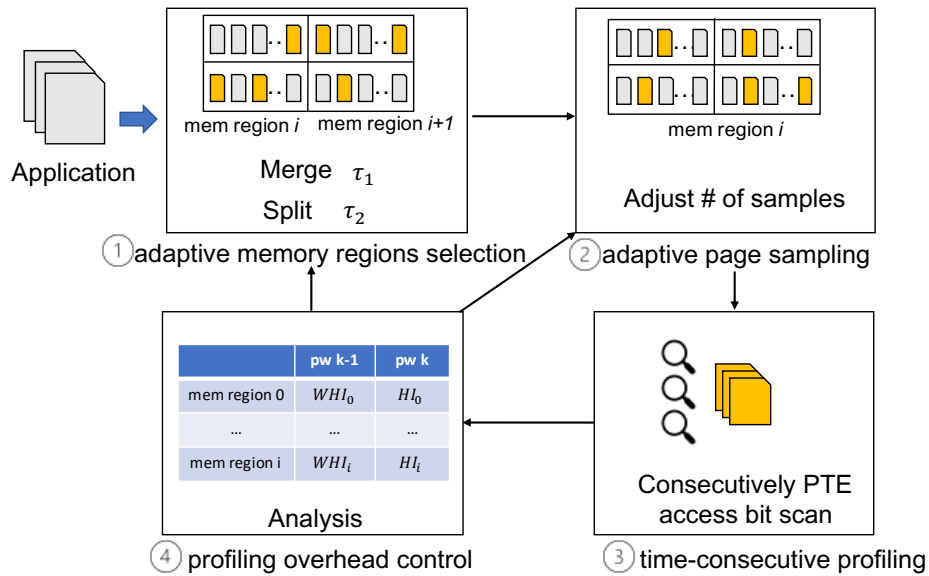 Application
mem region i
mem region i+1
Merge τ₁
Split τ₂
① adaptive memory regions selection
mem region i
Adjust # of samples
② adaptive page sampling
Consecutively PTE
access bit scan
③ time-consecutive profiling
pw k-1 pw k
mem region 0 WHI₀ HI₀
... ... ...
mem region i WHIᵢ HIᵢ
Analysis
④ profiling overhead control